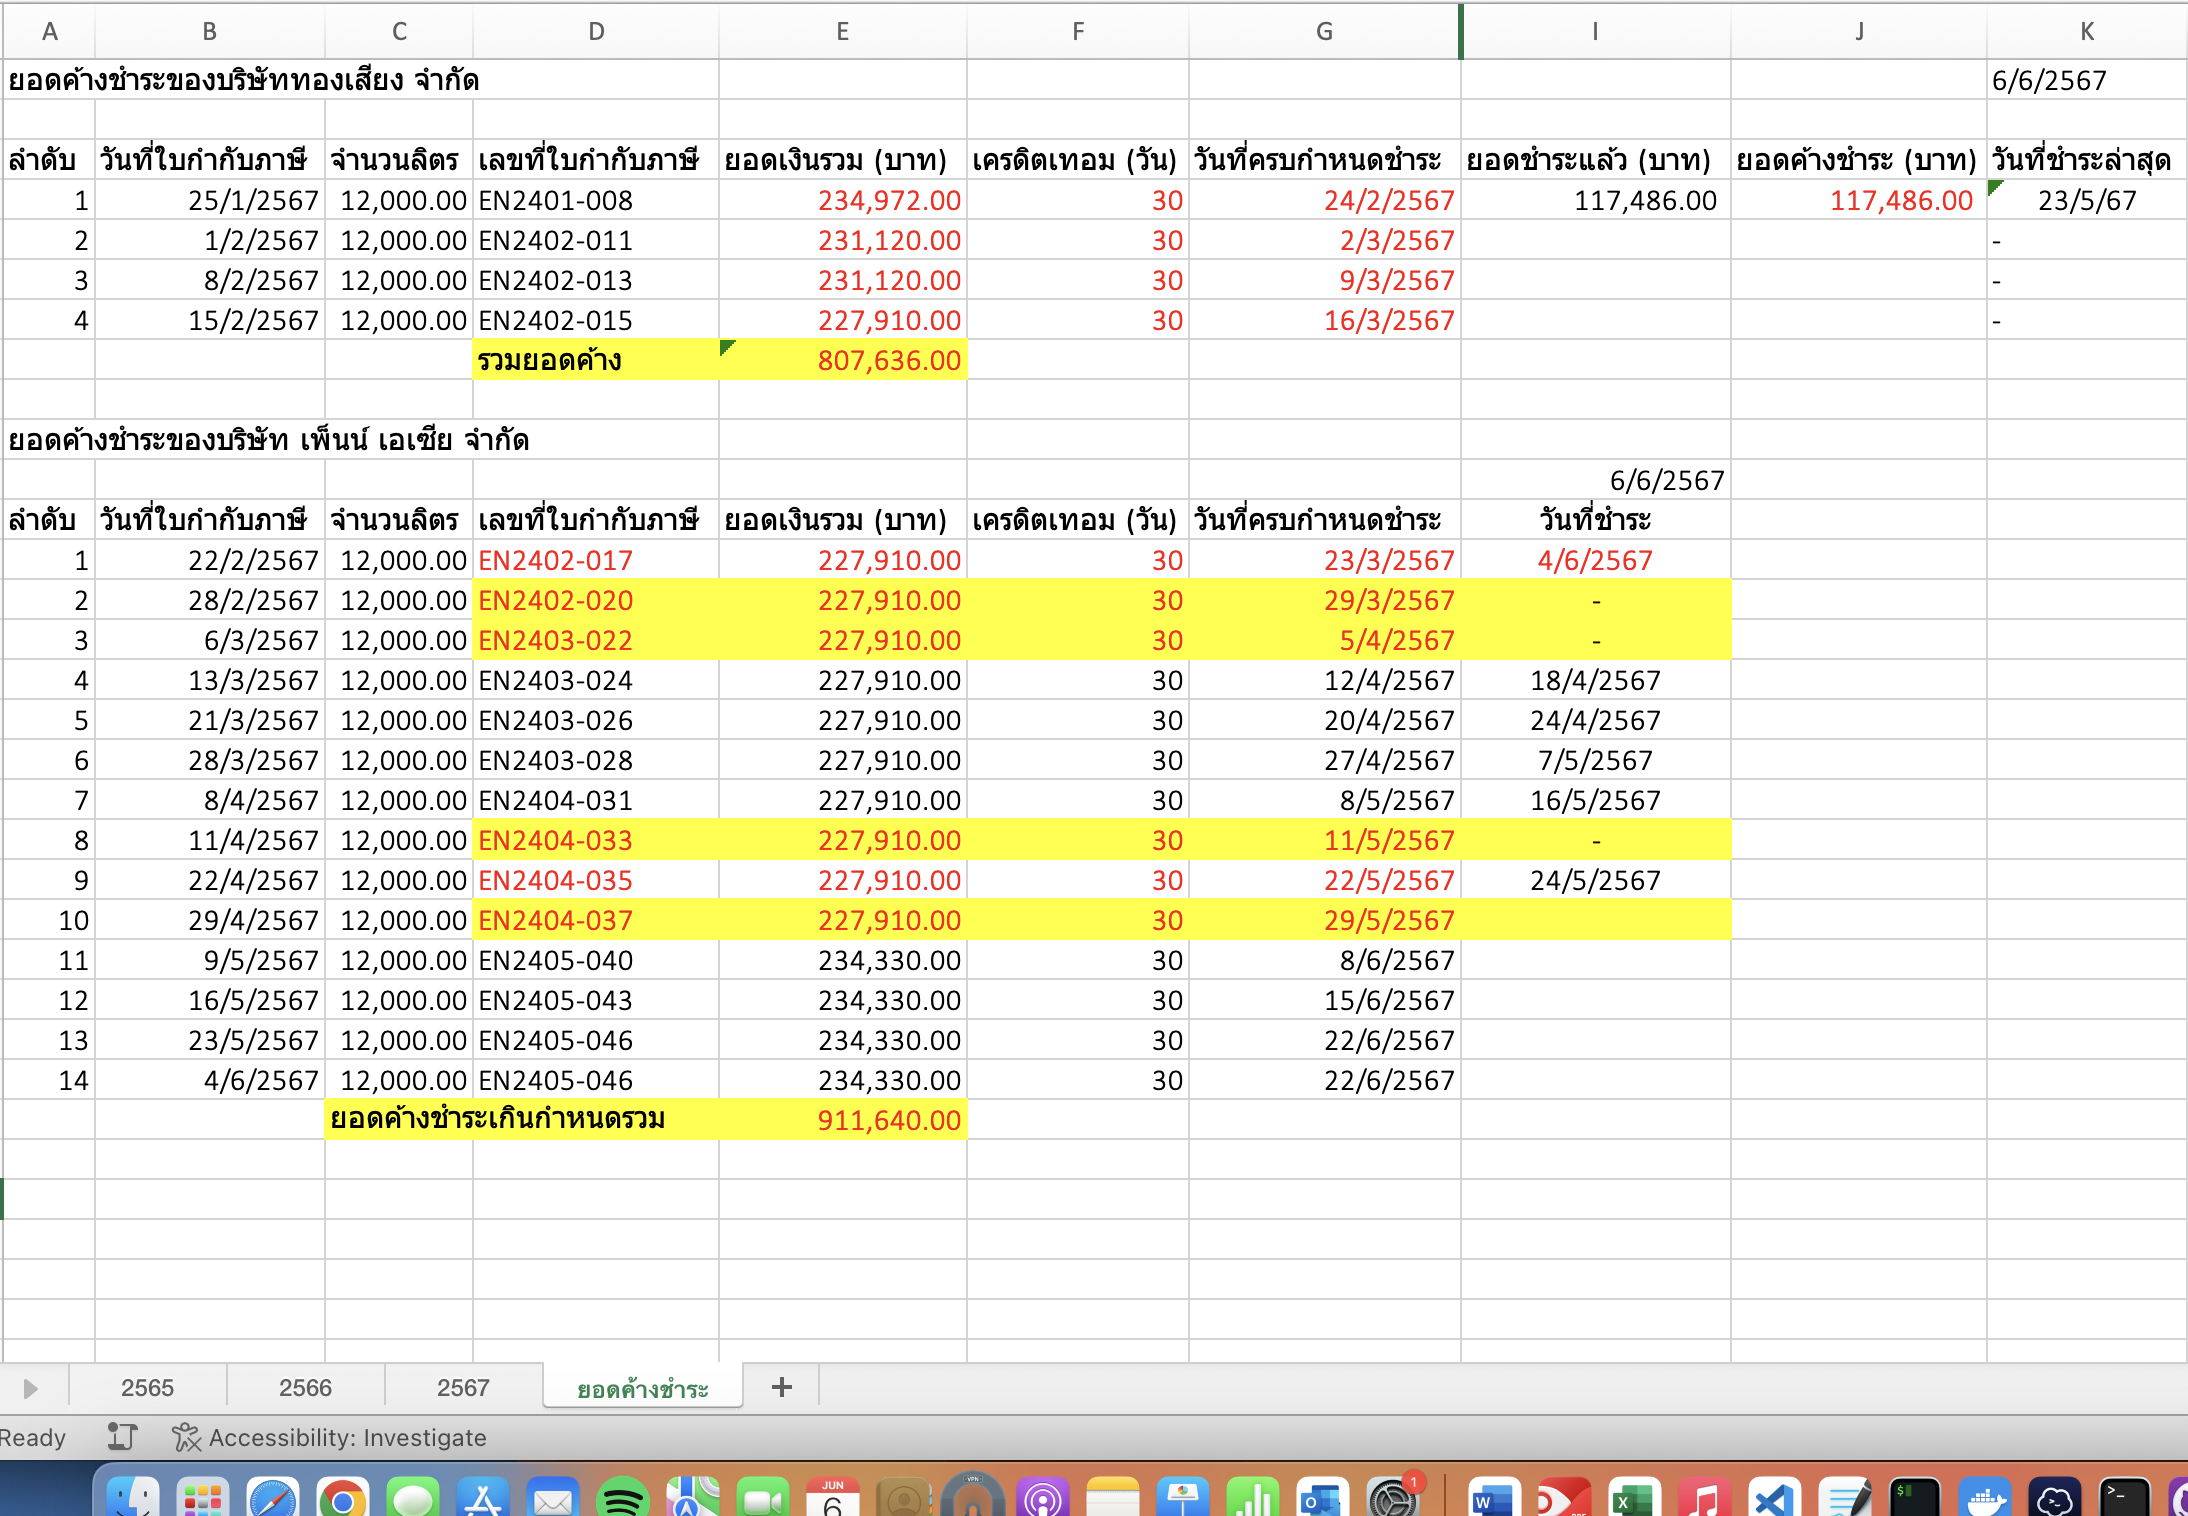 A B C D E F G I J K
ยอดค้างชำระของบริษัททองเสียง จำกัด 6/6/2567
ลำดับ วันที่ใบกำกับภาษี จำนวนลิตร เลขที่ใบกำกับภาษี ยอดเงินรวม (บาท) เครดิตเทอม (วัน) วันที่ครบกำหนดชำระ ยอดชำระแล้ว (บาท) ยอดค้างชำระ (บาท) วันที่ชำระล่าสุด
1 25/1/2567 12,000.00 EN2401-008 234,972.00 30 24/2/2567 117,486.00 117,486.00 23/5/67
2 1/2/2567 12,000.00 EN2402-011 231,120.00 30 2/3/2567 -
3 8/2/2567 12,000.00 EN2402-013 231,120.00 30 9/3/2567 -
4 15/2/2567 12,000.00 EN2402-015 227,910.00 30 16/3/2567 -
รวมยอดค้าง 807,636.00
ยอดค้างชำระของบริษัท เพ็นน์ เอเซีย จำกัด
6/6/2567
ลำดับ วันที่ใบกำกับภาษี จำนวนลิตร เลขที่ใบกำกับภาษี ยอดเงินรวม (บาท) เครดิตเทอม (วัน) วันที่ครบกำหนดชำระ วันที่ชำระ
1 22/2/2567 12,000.00 EN2402-017 227,910.00 30 23/3/2567 4/6/2567
2 28/2/2567 12,000.00 EN2402-020 227,910.00 30 29/3/2567 -
3 6/3/2567 12,000.00 EN2403-022 227,910.00 30 5/4/2567 -
4 13/3/2567 12,000.00 EN2403-024 227,910.00 30 12/4/2567 18/4/2567
5 21/3/2567 12,000.00 EN2403-026 227,910.00 30 20/4/2567 24/4/2567
6 28/3/2567 12,000.00 EN2403-028 227,910.00 30 27/4/2567 7/5/2567
7 8/4/2567 12,000.00 EN2404-031 227,910.00 30 8/5/2567 16/5/2567
8 11/4/2567 12,000.00 EN2404-033 227,910.00 30 11/5/2567 -
9 22/4/2567 12,000.00 EN2404-035 227,910.00 30 22/5/2567 24/5/2567
10 29/4/2567 12,000.00 EN2404-037 227,910.00 30 29/5/2567
11 9/5/2567 12,000.00 EN2405-040 234,330.00 30 8/6/2567
12 16/5/2567 12,000.00 EN2405-043 234,330.00 30 15/6/2567
13 23/5/2567 12,000.00 EN2405-046 234,330.00 30 22/6/2567
14 4/6/2567 12,000.00 EN2405-046 234,330.00 30 22/6/2567
ยอดค้างชำระเกินกำหนดรวม 911,640.00
2565 2566 2567 ยอดค้างชำระ +
Ready Accessibility: Investigate
JUN
6
VPN
1